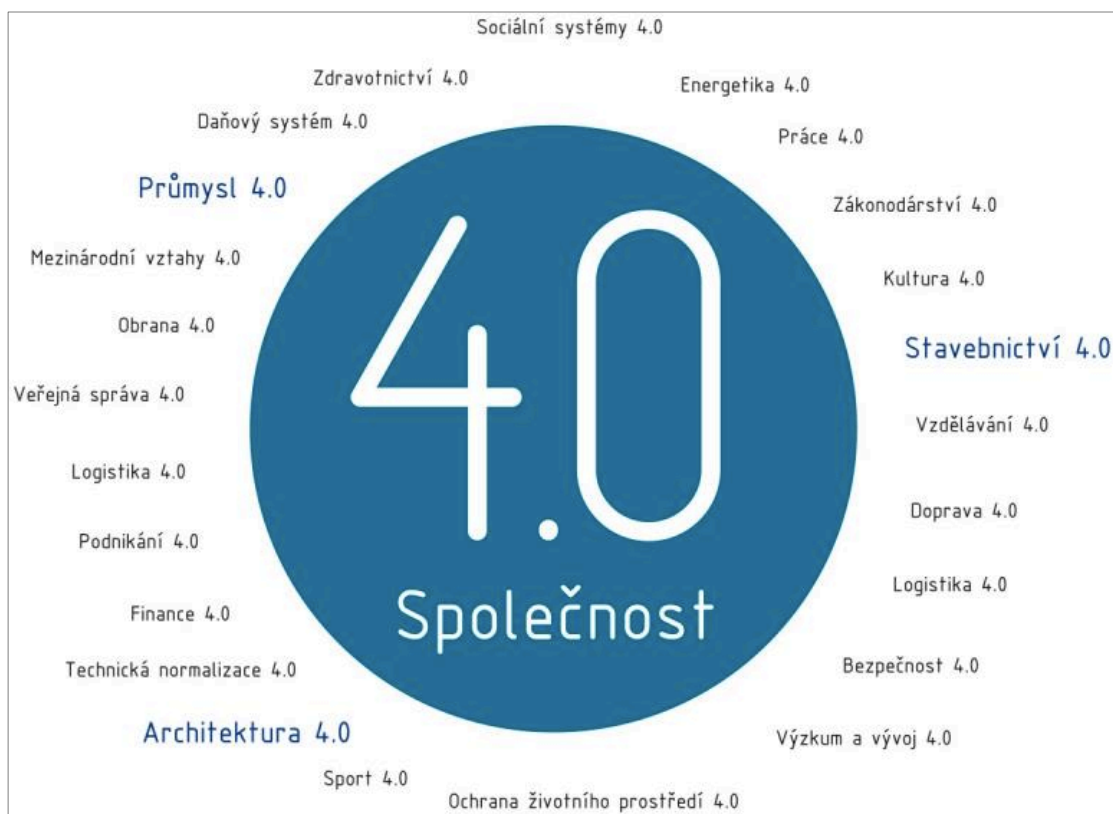 Sociální systémy 4.0
Zdravotnictví 4.0
Energetika 4.0
Daňový systém 4.0
Práce 4.0
Průmysl 4.0
Zákonodárství 4.0
Mezinárodní vztahy 4.0
Kultura 4.0
Obrana 4.0
Stavebnictví 4.0
Veřejná správa 4.0
4.0
Vzdělávání 4.0
Logistika 4.0
Doprava 4.0
Podnikání 4.0
Logistika 4.0
Finance 4.0
Společnost
Technická normalizace 4.0
Bezpečnost 4.0
Architektura 4.0
Výzkum a vývoj 4.0
Sport 4.0
Ochrana životního prostředí 4.0